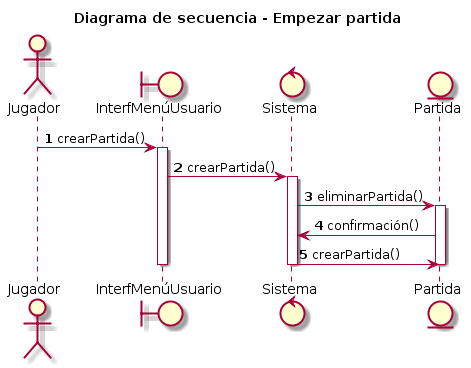 Diagrama de secuencia - Empezar partida
Jugador InterfMenúUsuario Sistema Partida
1 crearPartida()
2 crearPartida()
3 eliminarPartida()
4 confirmación()
5 crearPartida()
Jugador InterfMenúUsuario Sistema Partida